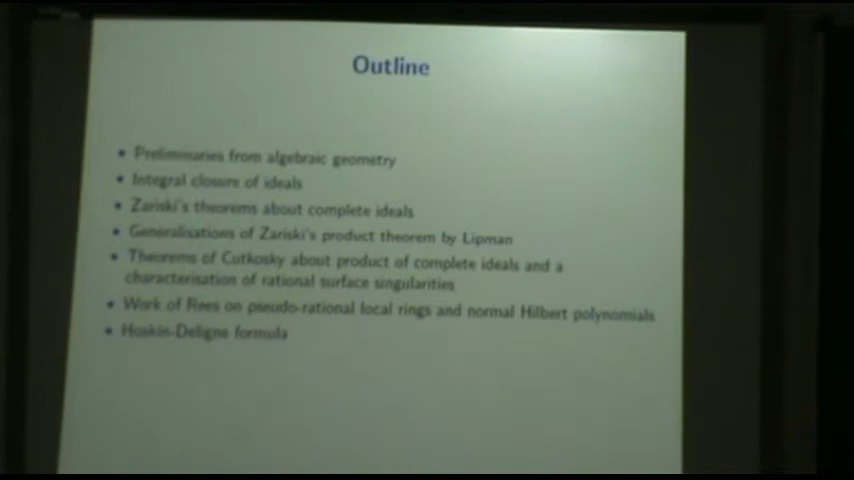 Outline
• Preliminaries from algebraic geometry
• Integral closure of ideals
• Zariski's theorems about complete ideals
• Generalisations of Zariski's product theorem by Lipman
• Theorems of Cutkosky about product of complete ideals and a
characterisation of rational surface singularities
• Work of Rees on pseudo-rational local rings and normal Hilbert polynomials
• Hoskin-Deligne formula